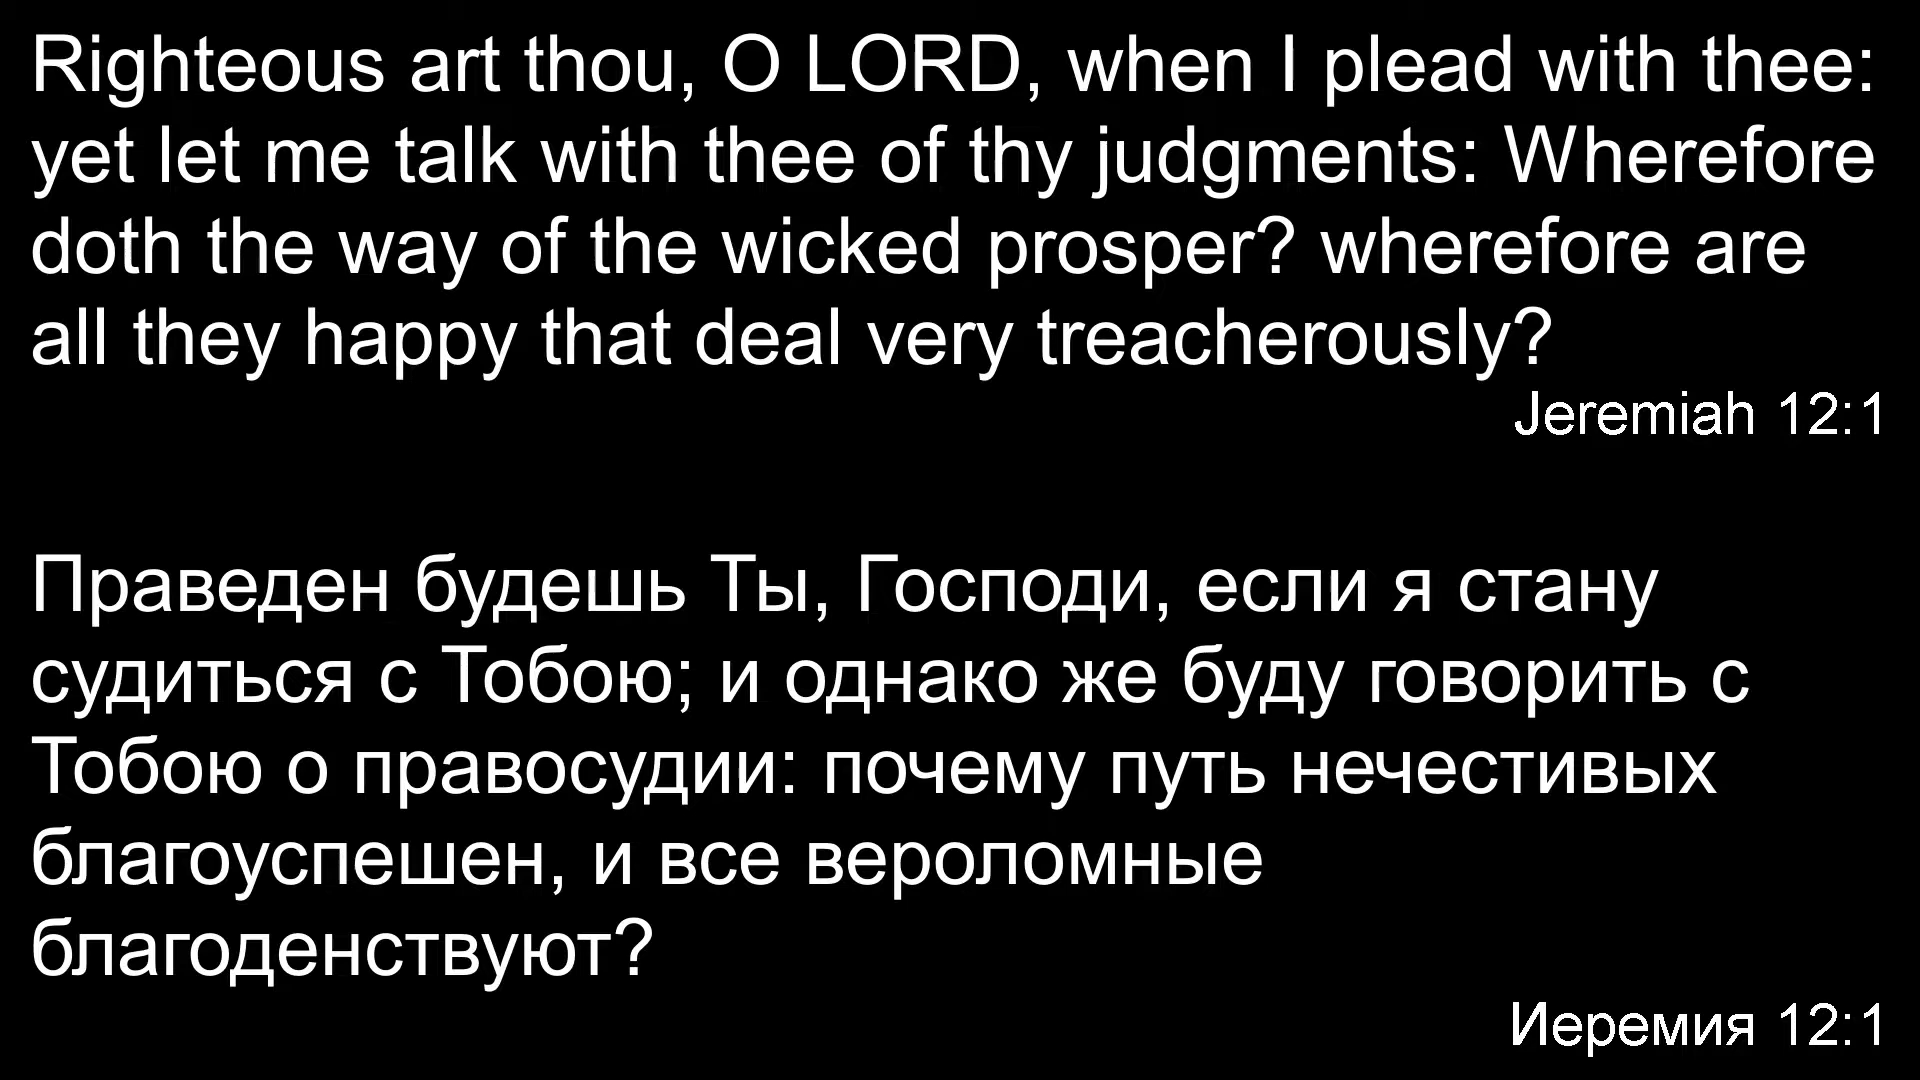 Righteous art thou, O LORD, when I plead with thee:
yet let me talk with thee of thy judgments: Wherefore
doth the way of the wicked prosper? wherefore are
all they happy that deal very treacherously?
Jeremiah 12:1
Праведен будешь Ты, Господи, если я стану
судиться с Тобою; и однако же буду говорить с
Тобою о правосудии: почему путь нечестивых
благоуспешен, и все вероломные
благоденствуют?
Иеремия 12:1